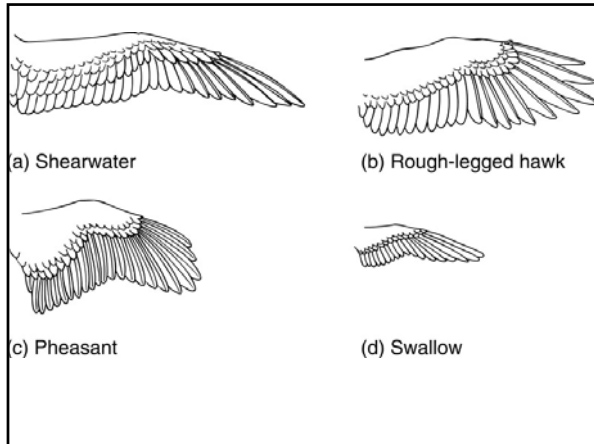 (a) Shearwater
(b) Rough-legged hawk
(c) Pheasant
(d) Swallow